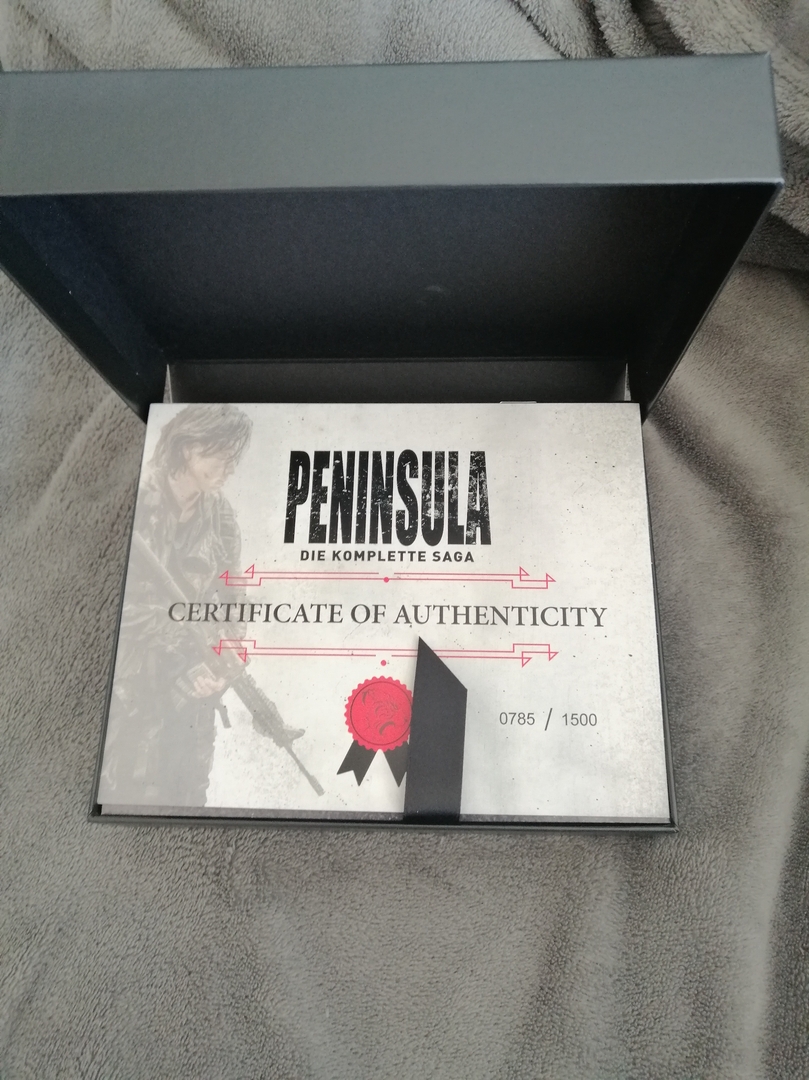 PENINSULA
DIE KOMPLETTE SAGA
CERTIFICATE OF AUTHENTICITY
0785 / 1500